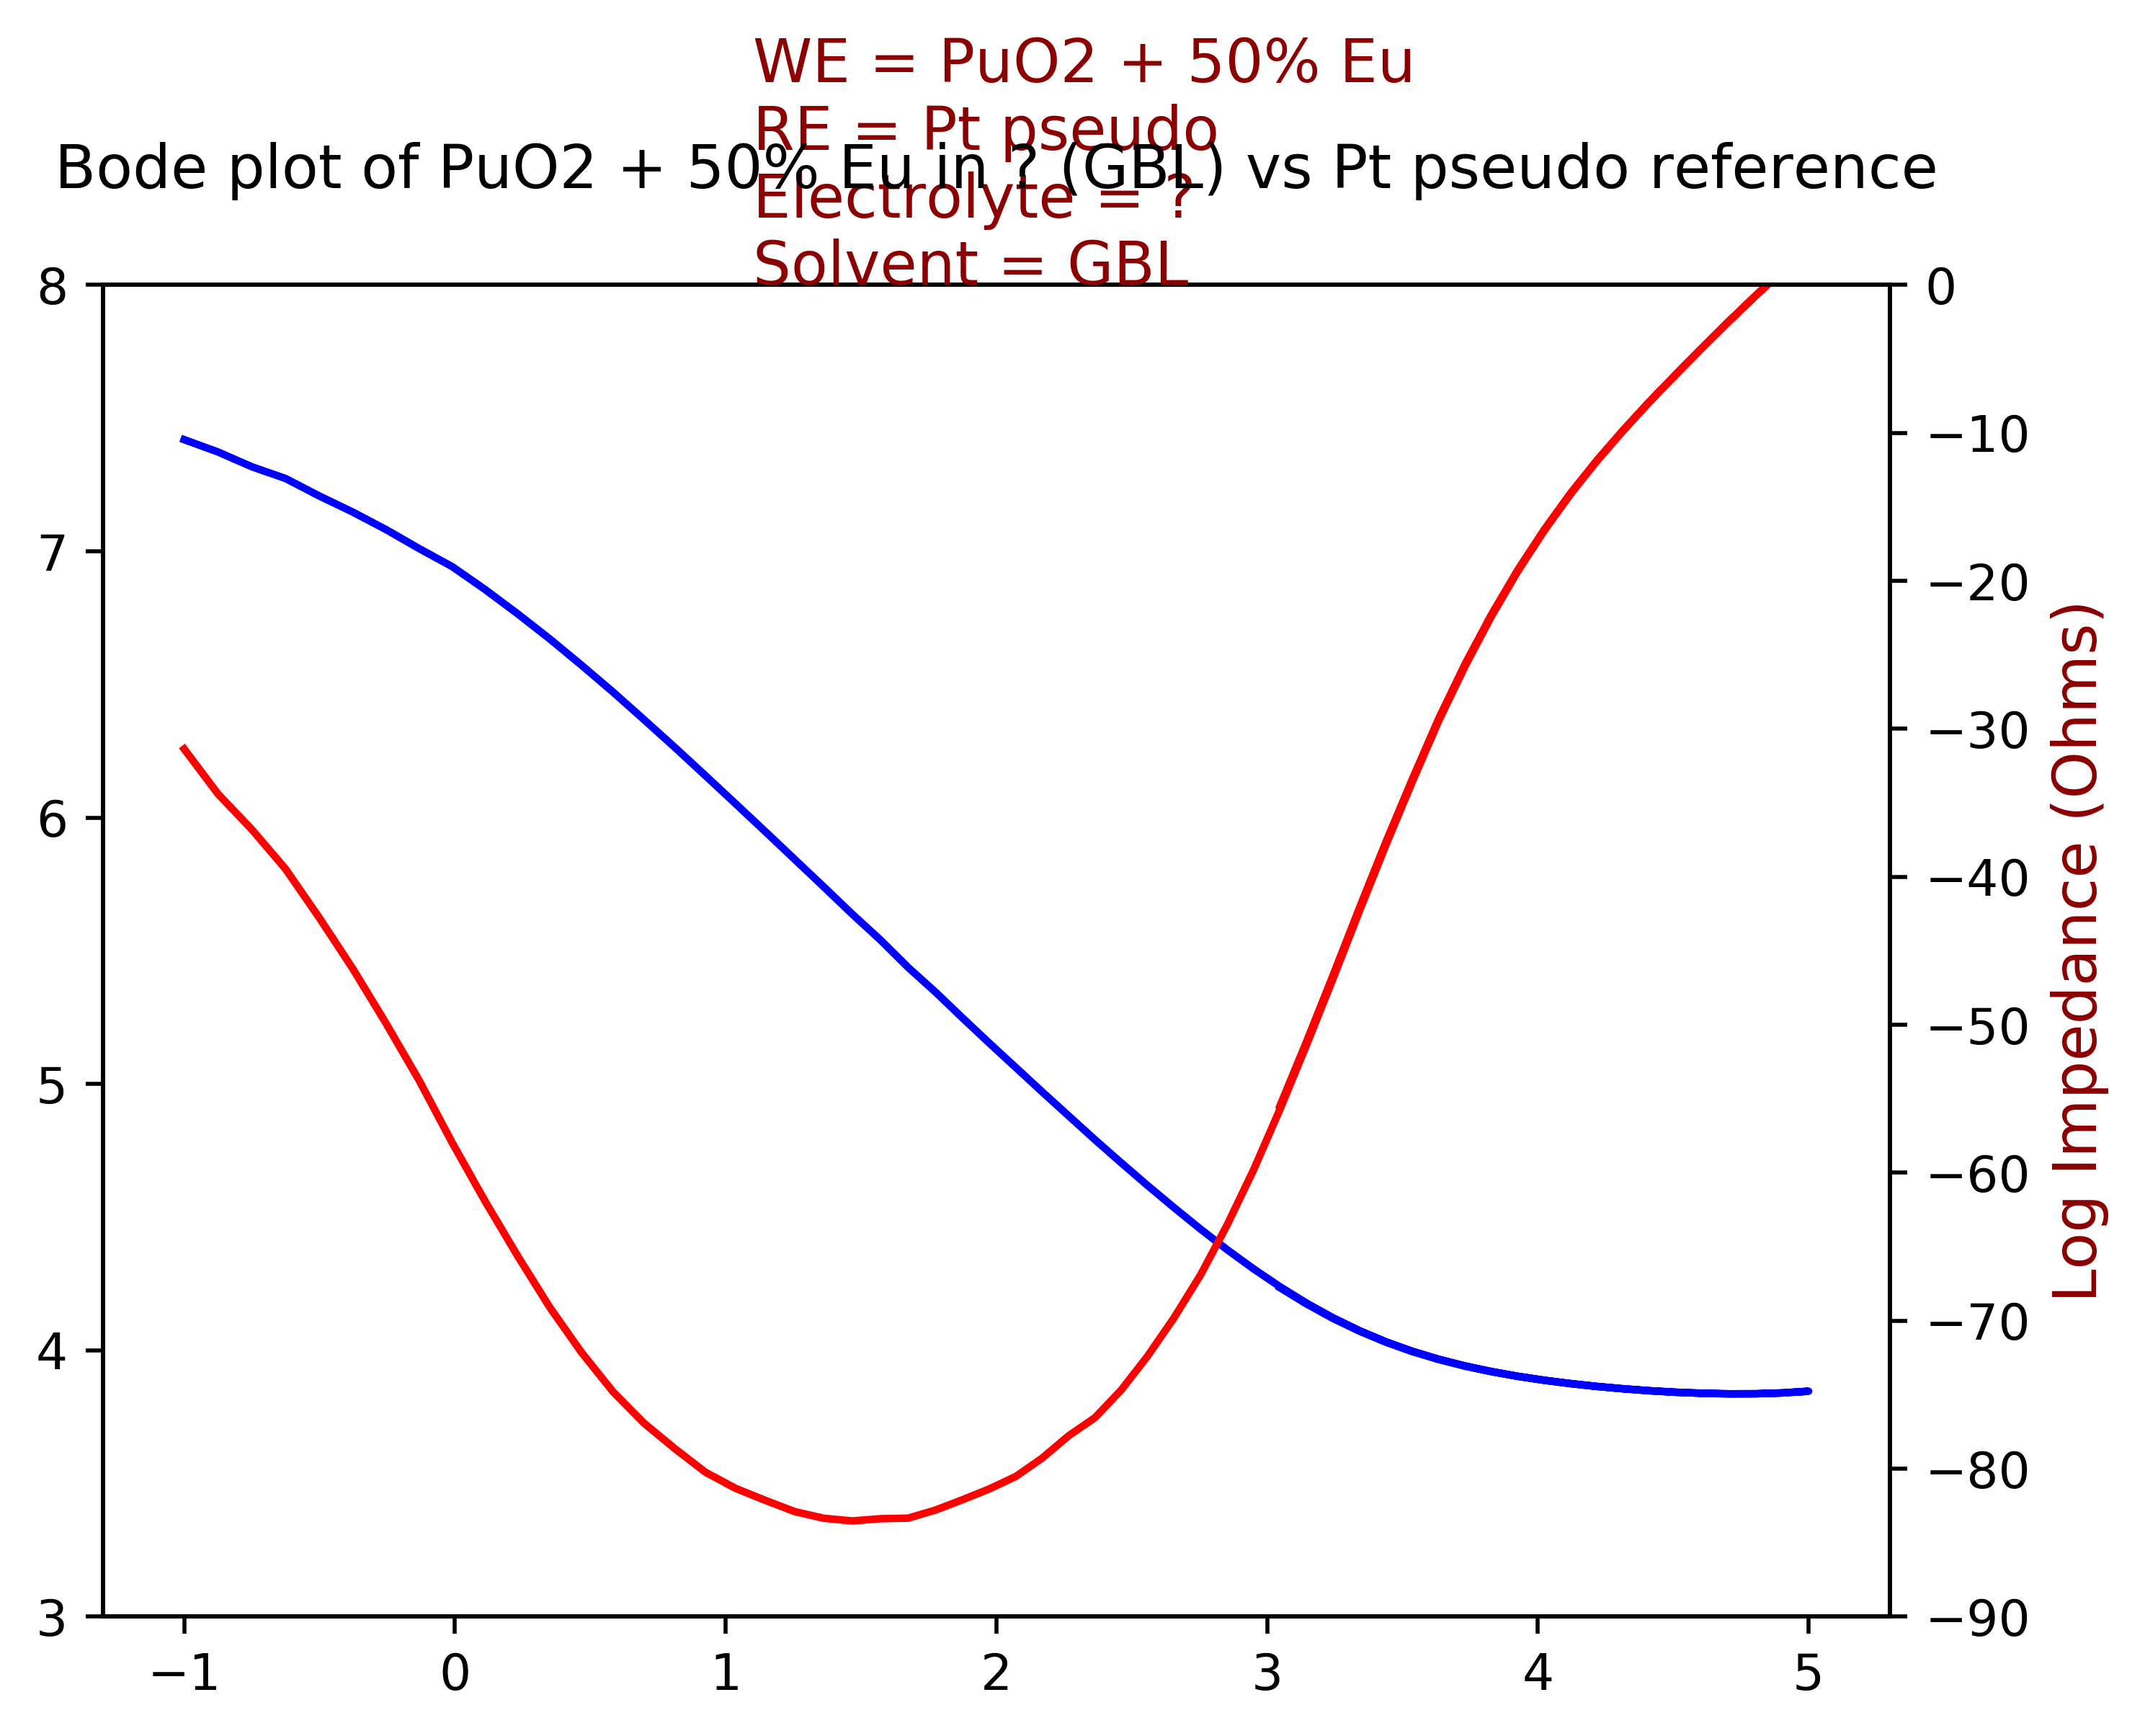 WE = PuO2 + 50% Eu
RE = Pt pseudo
Bode plot of PuO2 + 50% Eu in ? (GBL) vs Pt pseudo reference
Electrolyte = ?
Solvent = GBL
8
7
6
5
4
3
0
−10
−20
−30
−40
−50
−60
−70
−80
−90
Log Impedance (Ohms)
−1 0 1 2 3 4 5